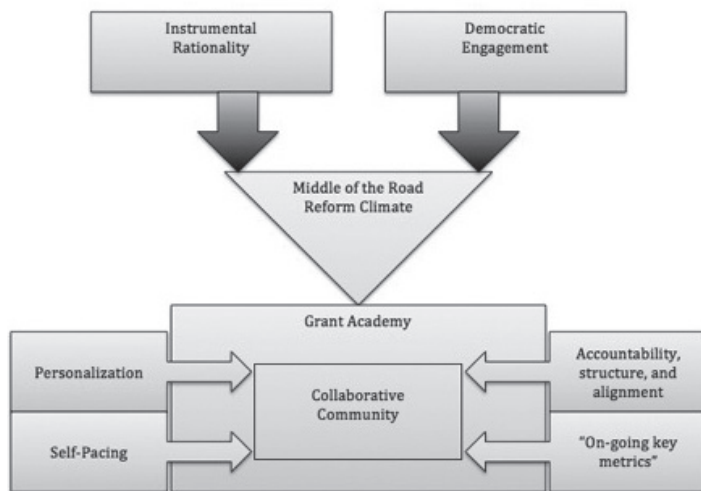 Instrumental
Rationality
Democratic
Engagement
Middle of the Road
Reform Climate
Grant Academy
Personalization
Self-Pacing
Collaborative
Community
Accountability,
structure, and
alignment
“On-going key
metrics”